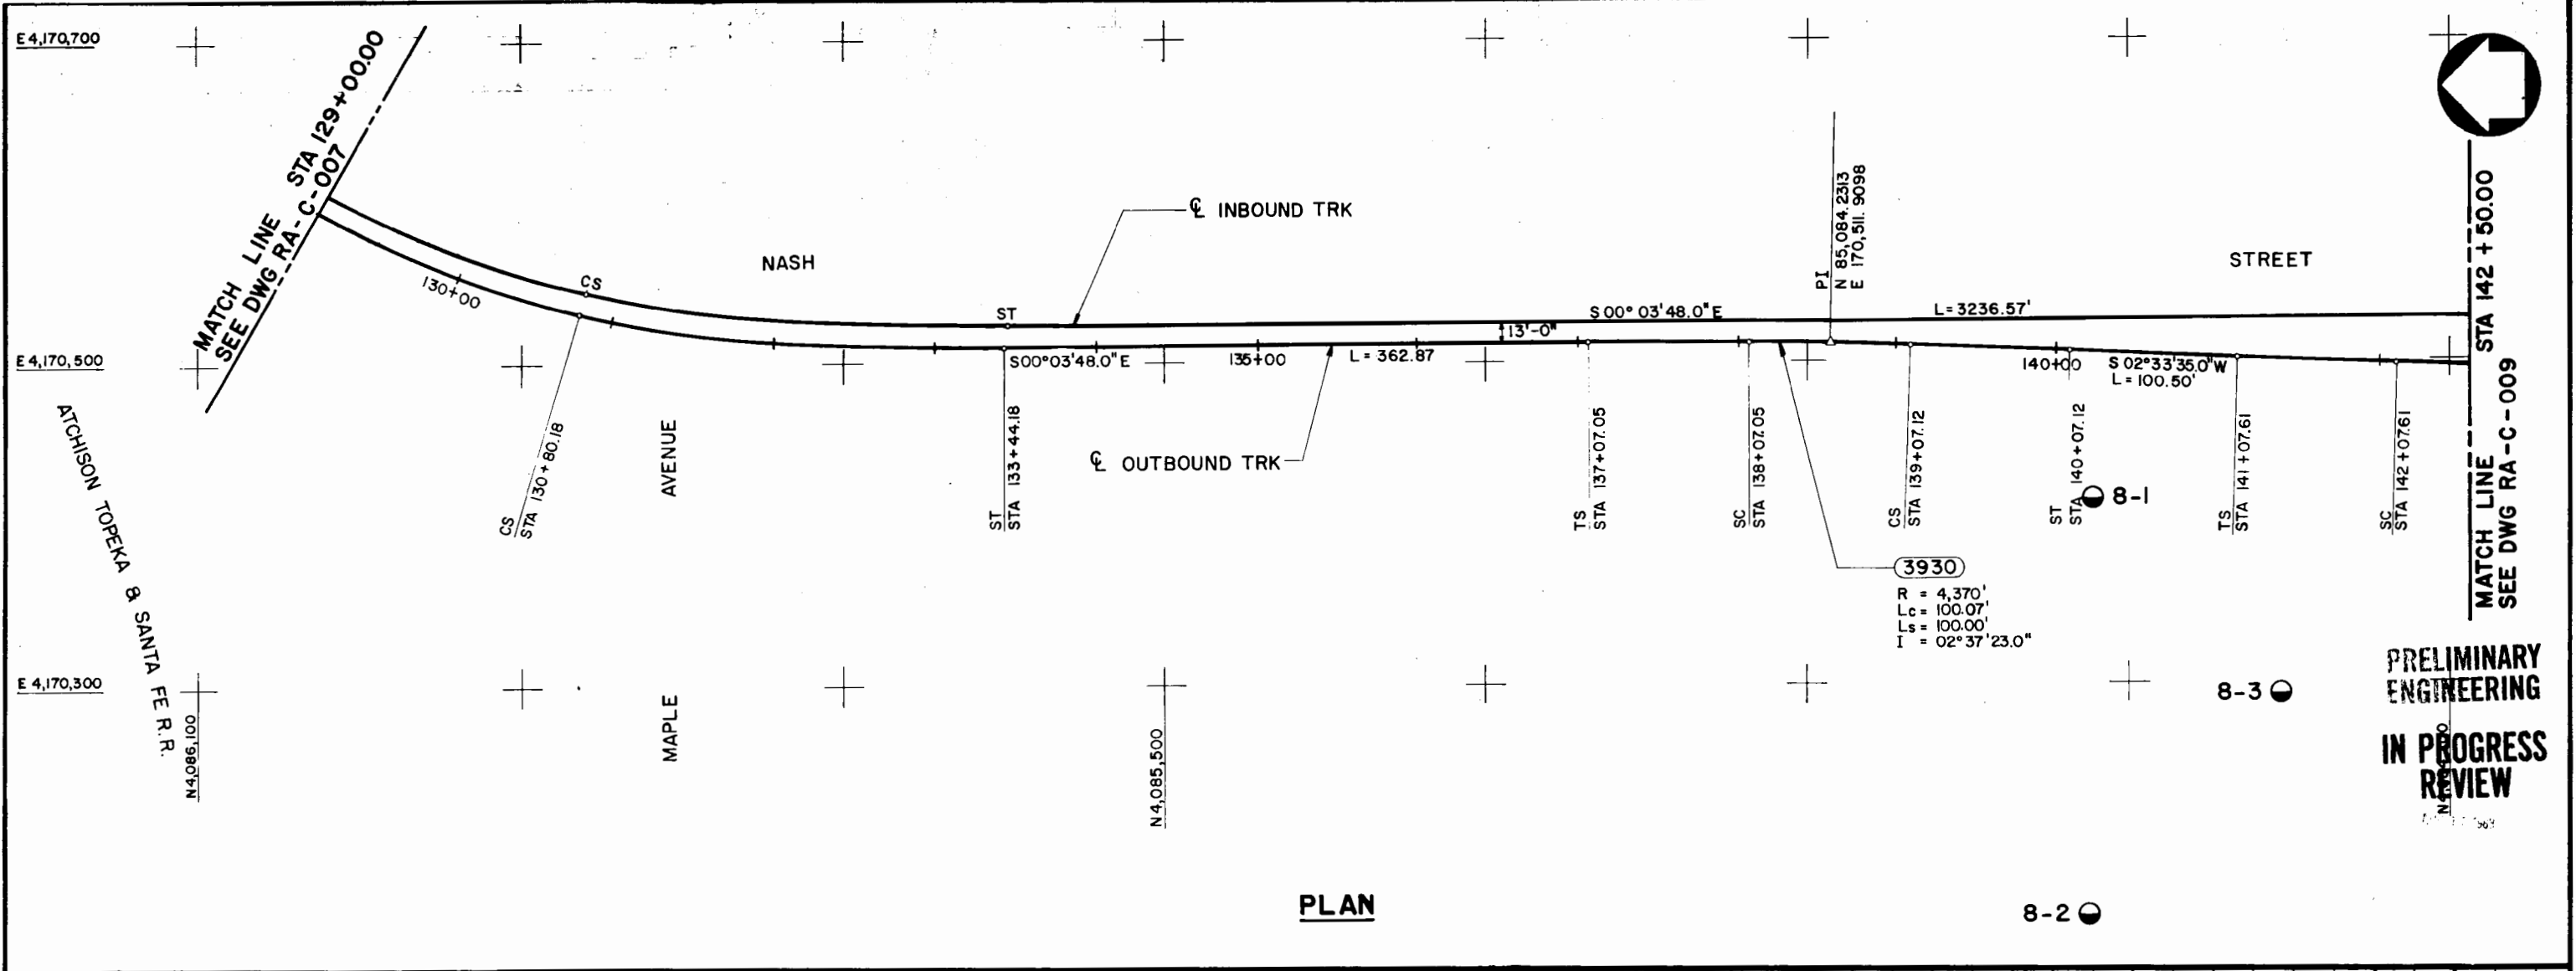 E 4,170,700
MATCH LINE STA 129+00.00
SEE DWG RA-C-007
130+00
CS
NASH
℄ INBOUND TRK
ST
S 00° 03'48.0" E
PI
N 85,084.2313
E 170,511.9098
L= 3236.57'
STREET
STA 142 + 50.00
MATCH LINE
SEE DWG RA-C-009
E 4,170,500
S00°03'48.0" E
135+00
L = 362.87
13'-0"
140+00
S 02°33'35.0"W
L = 100.50'
ATCHISON TOPEKA & SANTA FE R.R.
CS
STA 130 + 80.18
AVENUE
ST
STA 133+44.18
℄ OUTBOUND TRK
TS
STA 137+07.05
SC
STA 138+07.05
CS
STA 139+07.12
ST
STA 140+07.12
8-1
TS
STA 141+07.61
SC
STA 142+07.61
3930
R = 4,370'
Lc = 100.07'
Ls = 100.00'
I = 02°37'23.0"
E 4,170,300
N4,086,100
MAPLE
N4,085,500
8-3
PRELIMINARY
ENGINEERING
IN PROGRESS
REVIEW
PLAN
8-2